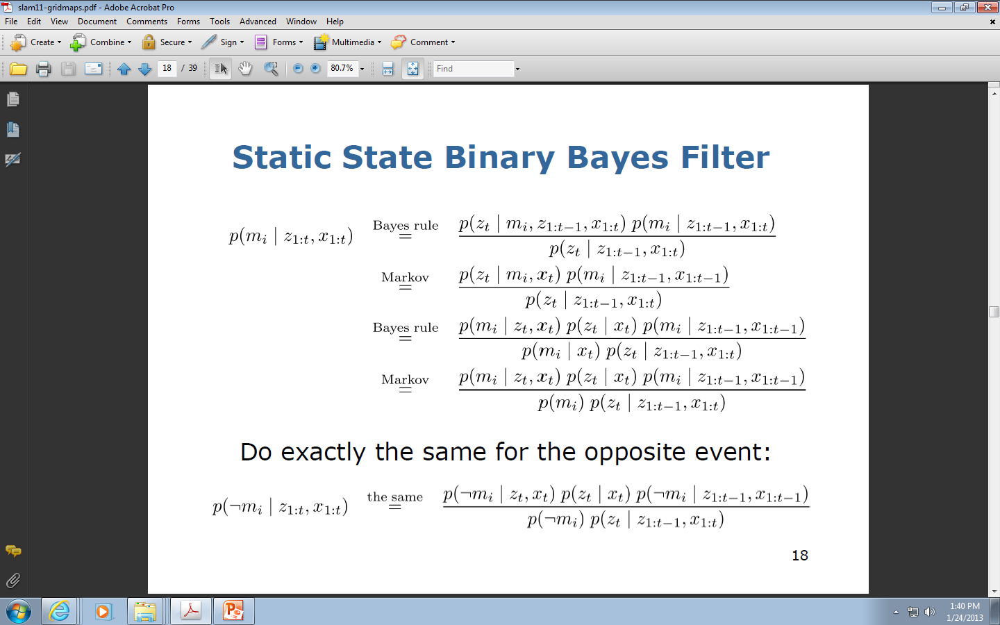 slam11-gridmaps.pdf - Adobe Acrobat Pro
File Edit View Document Comments Forms Tools Advanced Window Help
Create Combine Secure Sign Forms Multimedia Comment
18 / 39 80.7% Find
Static State Binary Bayes Filter
p(m_i | z_{1:t}, x_{1:t}) Bayes rule = p(z_t | m_i, z_{1:t−1}, x_{1:t}) p(m_i | z_{1:t−1}, x_{1:t})
p(z_t | z_{1:t−1}, x_{1:t})
Markov = p(z_t | m_i, x_t) p(m_i | z_{1:t−1}, x_{1:t−1})
p(z_t | z_{1:t−1}, x_{1:t})
Bayes rule = p(m_i | z_t, x_t) p(z_t | x_t) p(m_i | z_{1:t−1}, x_{1:t−1})
p(m_i | x_t) p(z_t | z_{1:t−1}, x_{1:t})
Markov = p(m_i | z_t, x_t) p(z_t | x_t) p(m_i | z_{1:t−1}, x_{1:t−1})
p(m_i) p(z_t | z_{1:t−1}, x_{1:t})
Do exactly the same for the opposite event:
p(¬m_i | z_{1:t}, x_{1:t}) the same = p(¬m_i | z_t, x_t) p(z_t | x_t) p(¬m_i | z_{1:t−1}, x_{1:t−1})
p(¬m_i) p(z_t | z_{1:t−1}, x_{1:t})
18
1:40 PM
1/24/2013